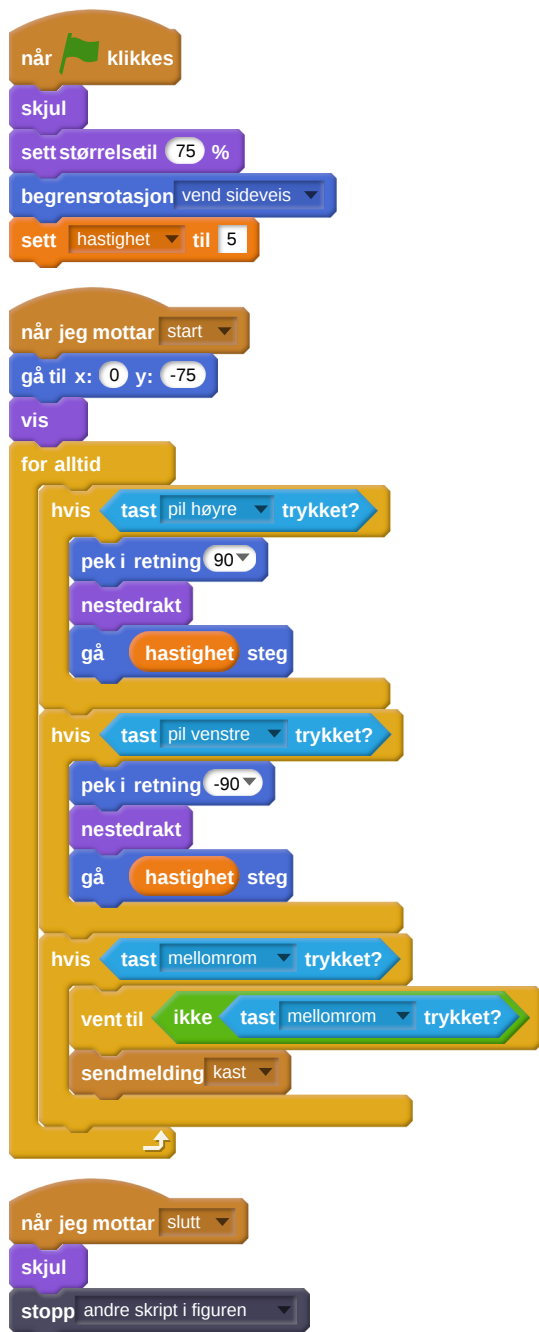 når klikkes
skjul
sett størrelse til 75 %
begrens rotasjon vend sideveis
sett hastighet til 5
når jeg mottar start
gå til x: 0 y: -75
vis
for alltid
hvis tast pil høyre trykket?
pek i retning 90
neste drakt
gå hastighet steg
hvis tast pil venstre trykket?
pek i retning -90
neste drakt
gå hastighet steg
hvis tast mellomrom trykket?
vent til ikke tast mellomrom trykket?
send melding kast
når jeg mottar slutt
skjul
stopp andre skript i figuren